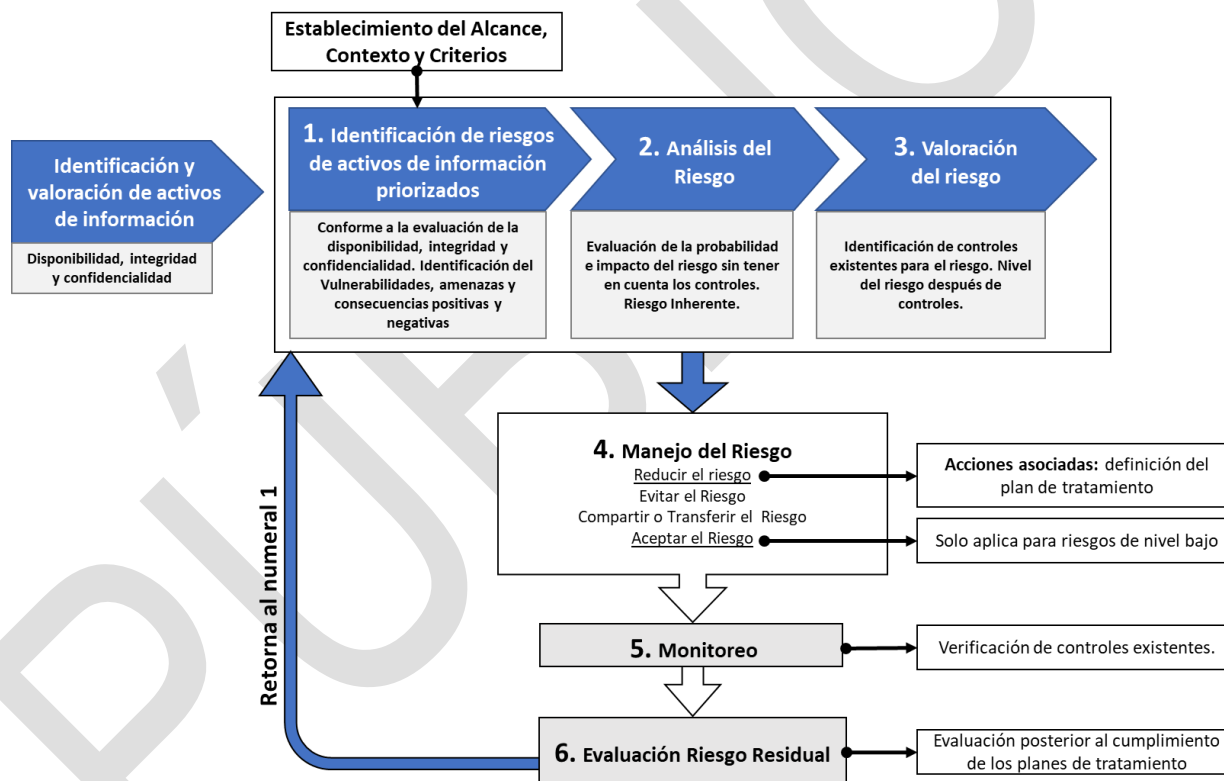 Establecimiento del Alcance,
Contexto y Criterios
Identificación y
valoración de activos
de información
Disponibilidad, integridad
y confidencialidad
1. Identificación de riesgos
de activos de información
priorizados
Conforme a la evaluación de la
disponibilidad, integridad y
confidencialidad. Identificación del
Vulnerabilidades, amenazas y
consecuencias positivas y
negativas
2. Análisis del
Riesgo
Evaluación de la probabilidad
e impacto del riesgo sin tener
en cuenta los controles.
Riesgo Inherente.
3. Valoración
del riesgo
Identificación de controles
existentes para el riesgo. Nivel
del riesgo después de
controles.
4. Manejo del Riesgo
Reducir el riesgo
Evitar el Riesgo
Compartir o Transferir el Riesgo
Aceptar el Riesgo
Acciones asociadas: definición del
plan de tratamiento
Solo aplica para riesgos de nivel bajo
5. Monitoreo
Verificación de controles existentes.
6. Evaluación Riesgo Residual
Evaluación posterior al cumplimiento
de los planes de tratamiento
Retorna al numeral 1